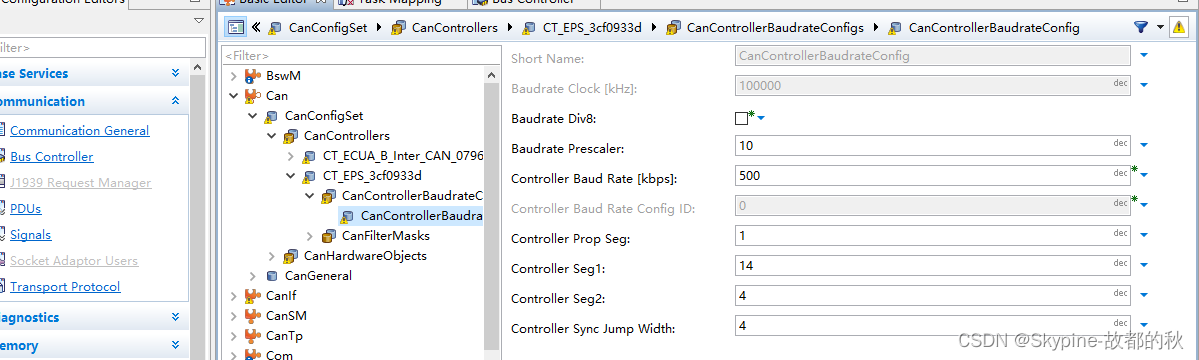 Configuration Editors
Basic Editor
Task Mapping
Bus Controller
CanConfigSet
CanControllers
CT_EPS_3cf0933d
CanControllerBaudrateConfigs
CanControllerBaudrateConfig
ilter>
ase Services
ommunication
Communication General
Bus Controller
J1939 Request Manager
PDUs
Signals
Socket Adaptor Users
Transport Protocol
iagnostics
emory
<Filter>
BswM
Can
CanConfigSet
CanControllers
CT_ECUA_B_Inter_CAN_0796
CT_EPS_3cf0933d
CanControllerBaudrateC
CanControllerBaudra
CanFilterMasks
CanHardwareObjects
CanGeneral
CanIf
CanSM
CanTp
Com
Short Name: CanControllerBaudrateConfig
Baudrate Clock [kHz]: 100000 dec
Baudrate Div8: *
Baudrate Prescaler: 10 dec
Controller Baud Rate [kbps]: 500 dec *
Controller Baud Rate Config ID: 0 dec *
Controller Prop Seg: 1 dec
Controller Seg1: 14 dec
Controller Seg2: 4 dec
Controller Sync Jump Width: 4 dec
CSDN @Skypine-故都的秋